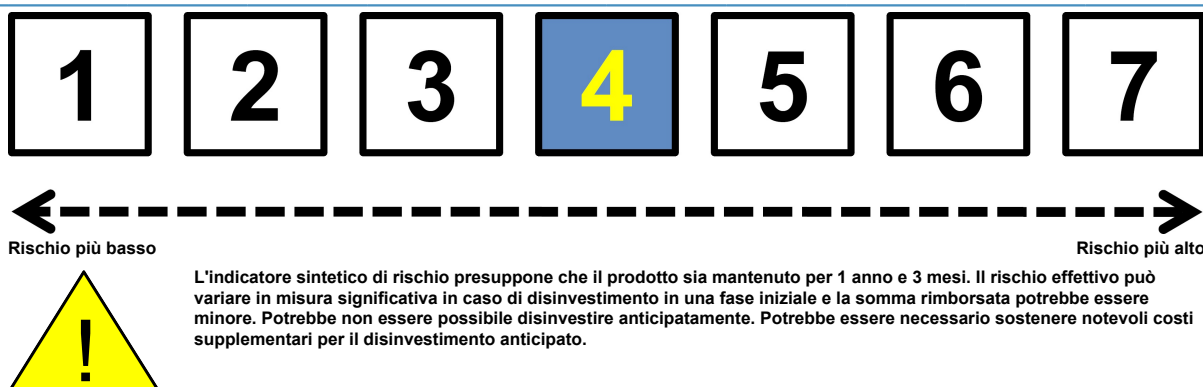 1 2 3 4 5 6 7
Rischio più basso Rischio più alto
L'indicatore sintetico di rischio presuppone che il prodotto sia mantenuto per 1 anno e 3 mesi. Il rischio effettivo può
variare in misura significativa in caso di disinvestimento in una fase iniziale e la somma rimborsata potrebbe essere
minore. Potrebbe non essere possibile disinvestire anticipatamente. Potrebbe essere necessario sostenere notevoli costi
supplementari per il disinvestimento anticipato.
!